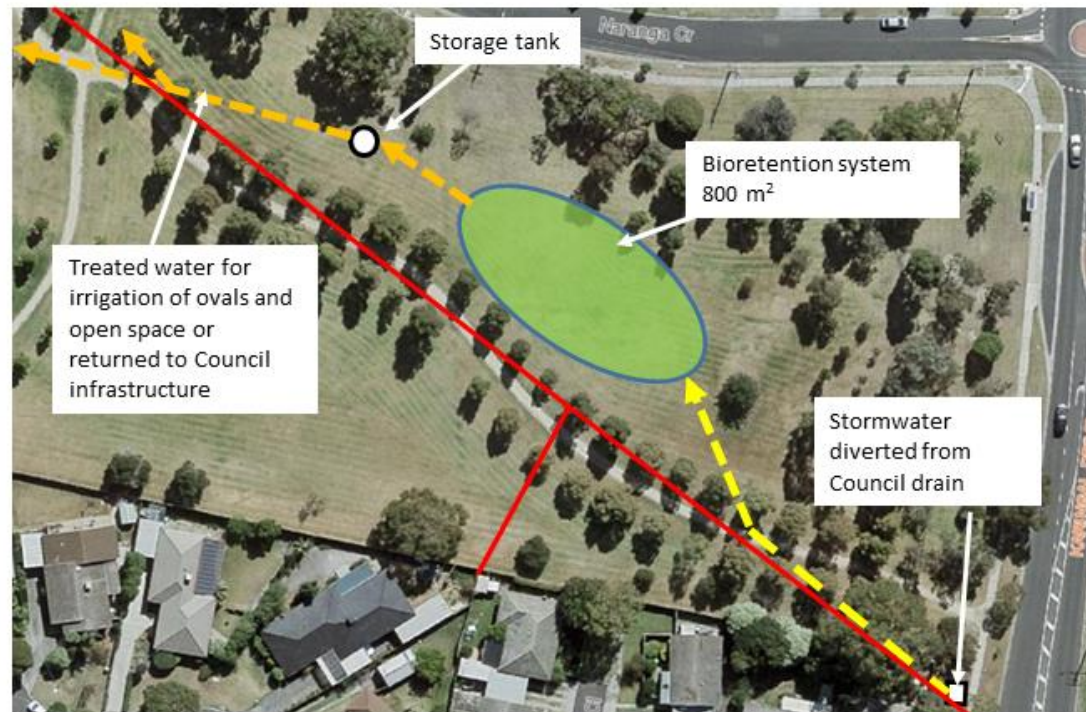 Naranga Cr
Storage tank
Bioretention system
800 m²
Treated water for
irrigation of ovals and
open space or
returned to Council
infrastructure
Stormwater
diverted from
Council drain